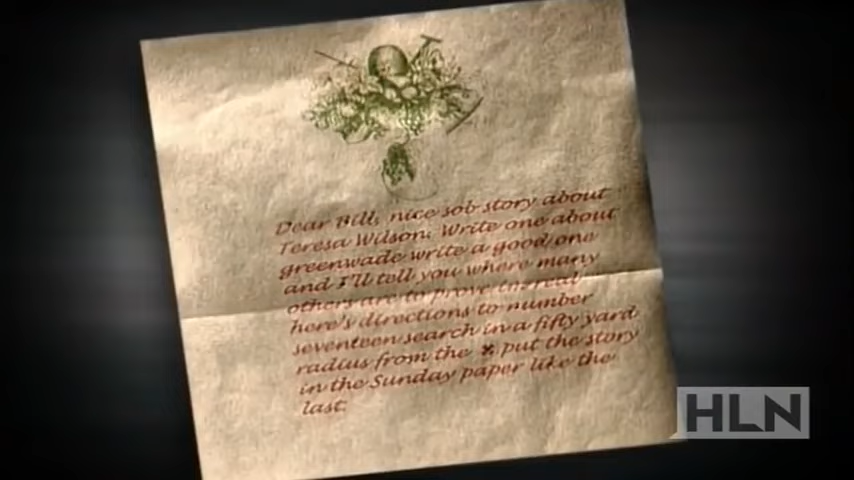 Dear Bill, nice sob story about
Teresa Wilson. Write one about
greenwade write a good one
and I'll tell you where many
others are to prove im real
here's directions to number
seventeen search in a fifty yard
radius from the x put the story
in the Sunday paper like the
last.
HLN